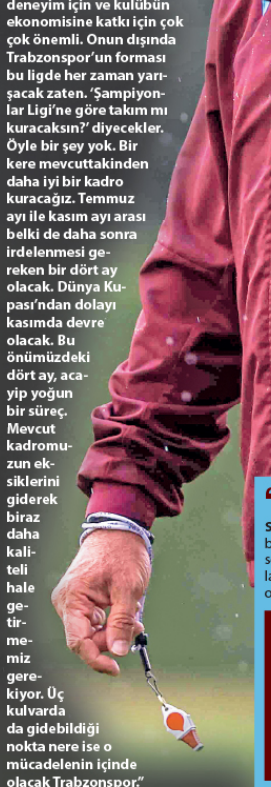 deneyim için ve kulübün
ekonomisine katkı için çok
çok önemli. Onun dışında
Trabzonspor’un forması
bu ligde her zaman yarı-
şacak zaten. ‘Şampiyon-
lar Ligi’ne göre takım mı
kuracaksın?’ diyecekler.
Öyle bir şey yok. Bir
kere mevcuttakinden
daha iyi bir kadro
kuracağız. Temmuz
ayı ile kasım ayı arası
belki de daha sonra
irdelenmesi ge-
reken bir dört ay
olacak. Dünya Ku-
pası’ndan dolayı
kasımda devre
olacak. Bu
önümüzdeki
dört ay, aca-
yip yoğun
bir süreç.
Mevcut
kadromu-
zun ek-
siklerini
giderek
biraz
daha
kali-
teli
hale
ge-
tir-
me-
miz
gere-
kiyor. Üç
kulvarda
da gidebildiği
nokta nere ise o
mücadelenin içinde
olacak Trabzonspor.”